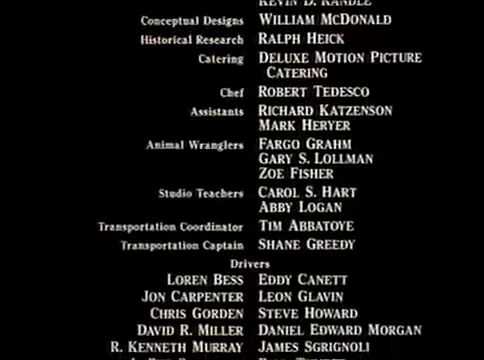 KEVIN D. KANDLE
Conceptual Designs WILLIAM MCDONALD
Historical Research RALPH HEICK
Catering DELUXE MOTION PICTURE
CATERING
Chef ROBERT TEDESCO
Assistants RICHARD KATZENSON
MARK HERYER
Animal Wranglers FARGO GRAHM
GARY S. LOLLMAN
ZOE FISHER
Studio Teachers CAROL S. HART
ABBY LOGAN
Transportation Coordinator TIM ABBATOYE
Transportation Captain SHANE GREEDY
Drivers
LOREN BESS EDDY CANETT
JON CARPENTER LEON GLAVIN
CHRIS GORDEN STEVE HOWARD
DAVID R. MILLER DANIEL EDWARD MORGAN
R. KENNETH MURRAY JAMES SGRIGNOLI